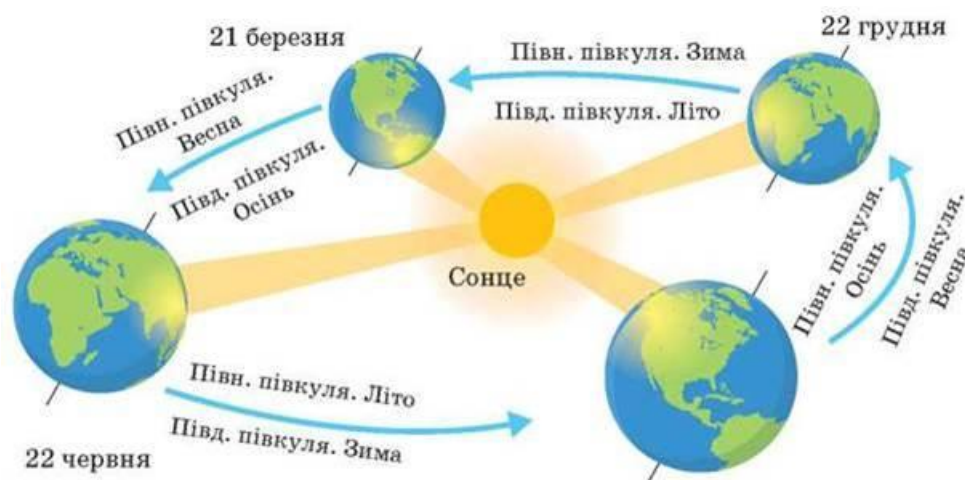 21 березня
22 грудня
Півн. півкуля. Зима
Півд. півкуля. Літо
Півн. півкуля.
Весна
Півд. півкуля.
Осінь
Сонце
Півн. півкуля.
Осінь
Півд. півкуля.
Весна
Півн. півкуля. Літо
Півд. півкуля. Зима
22 червня